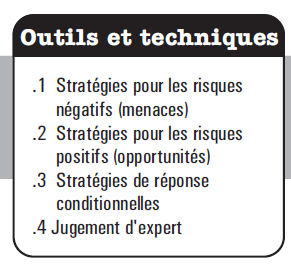 Outils et techniques
.1 Stratégies pour les risques
négatifs (menaces)
.2 Stratégies pour les risques
positifs (opportunités)
.3 Stratégies de réponse
conditionnelles
.4 Jugement d'expert